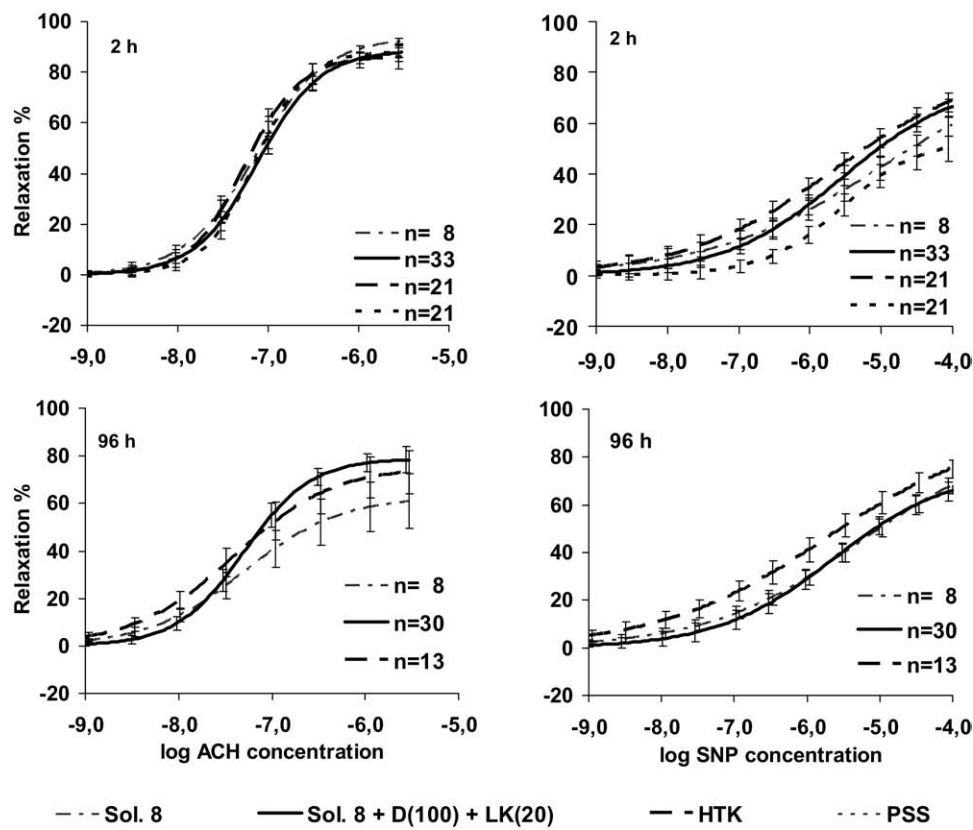 100
80
60
40
20
0
-20
Relaxation %
2 h
n= 8
n=33
n=21
n=21
-9,0 -8,0 -7,0 -6,0 -5,0
100
80
60
40
20
0
-20
2 h
n= 8
n=33
n=21
n=21
-9,0 -8,0 -7,0 -6,0 -5,0 -4,0
100
80
60
40
20
0
-20
Relaxation %
96 h
n= 8
n=30
n=13
-9,0 -8,0 -7,0 -6,0 -5,0
log ACH concentration
100
80
60
40
20
0
-20
96 h
n= 8
n=30
n=13
-9,0 -8,0 -7,0 -6,0 -5,0 -4,0
log SNP concentration
Sol. 8 Sol. 8 + D(100) + LK(20) HTK PSS